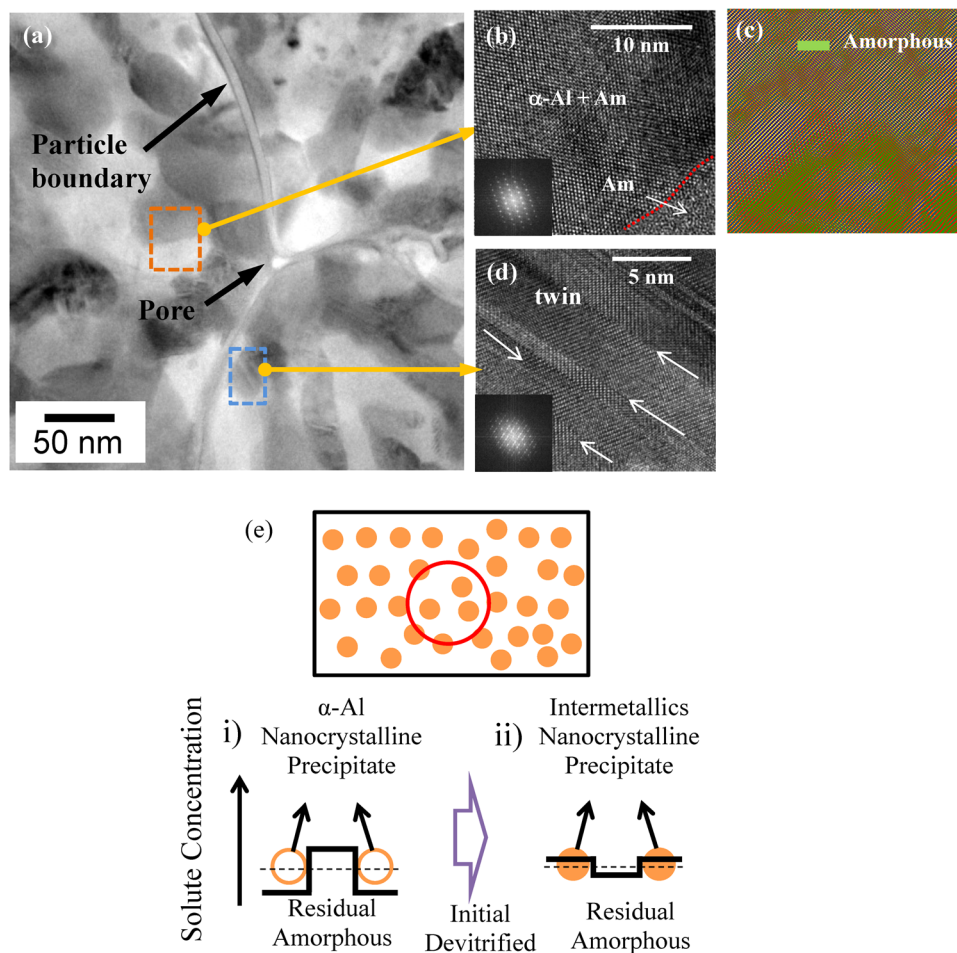 (a)
Particle
boundary
Pore
50 nm
(b)
10 nm
α-Al + Am
Am
(c)
Amorphous
(d)
5 nm
twin
(e)
Solute Concentration
i)
α-Al
Nanocrystalline
Precipitate
Residual
Amorphous
Initial
Devitrified
ii)
Intermetallics
Nanocrystalline
Precipitate
Residual
Amorphous